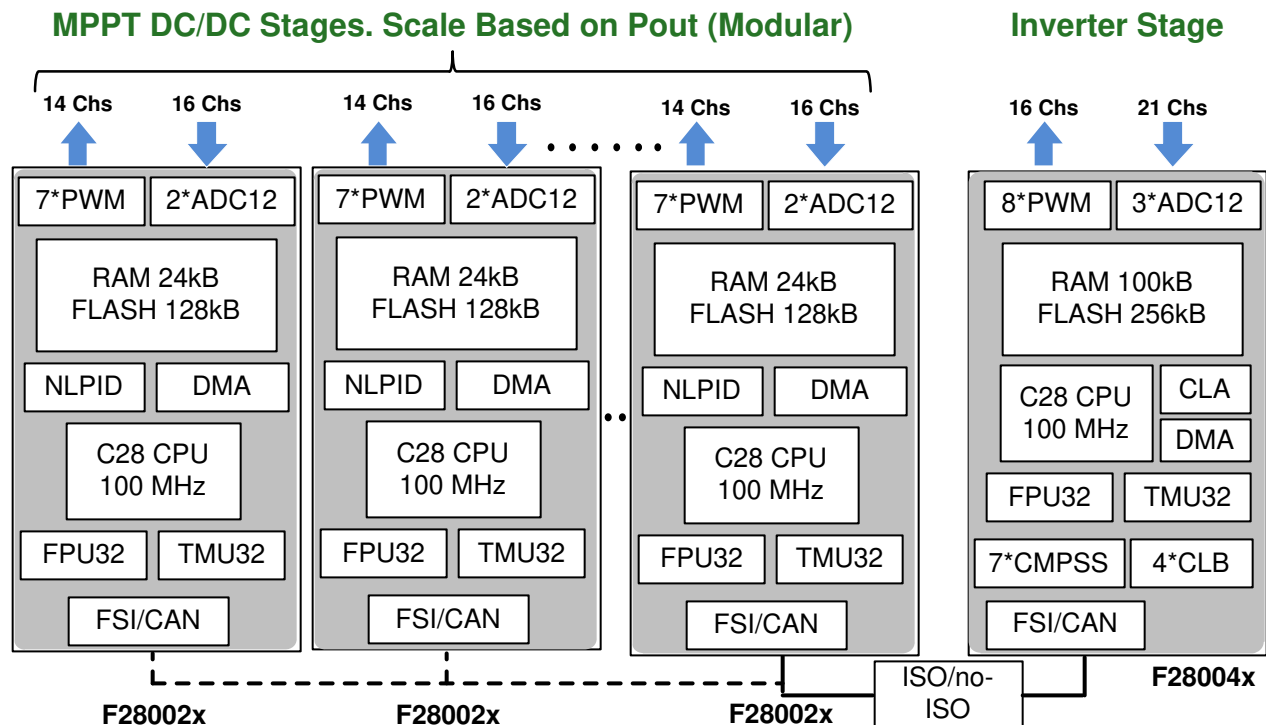 MPPT DC/DC Stages. Scale Based on Pout (Modular)
Inverter Stage
14 Chs
16 Chs
14 Chs
16 Chs
14 Chs
16 Chs
16 Chs
21 Chs
7*PWM
2*ADC12
RAM 24kB
FLASH 128kB
NLPID
DMA
C28 CPU
100 MHz
FPU32
TMU32
FSI/CAN
F28002x
7*PWM
2*ADC12
RAM 24kB
FLASH 128kB
NLPID
DMA
C28 CPU
100 MHz
FPU32
TMU32
FSI/CAN
F28002x
7*PWM
2*ADC12
RAM 24kB
FLASH 128kB
NLPID
DMA
C28 CPU
100 MHz
FPU32
TMU32
FSI/CAN
F28002x
ISO/no-
ISO
8*PWM
3*ADC12
RAM 100kB
FLASH 256kB
C28 CPU
100 MHz
CLA
DMA
FPU32
TMU32
7*CMPSS
4*CLB
FSI/CAN
F28004x